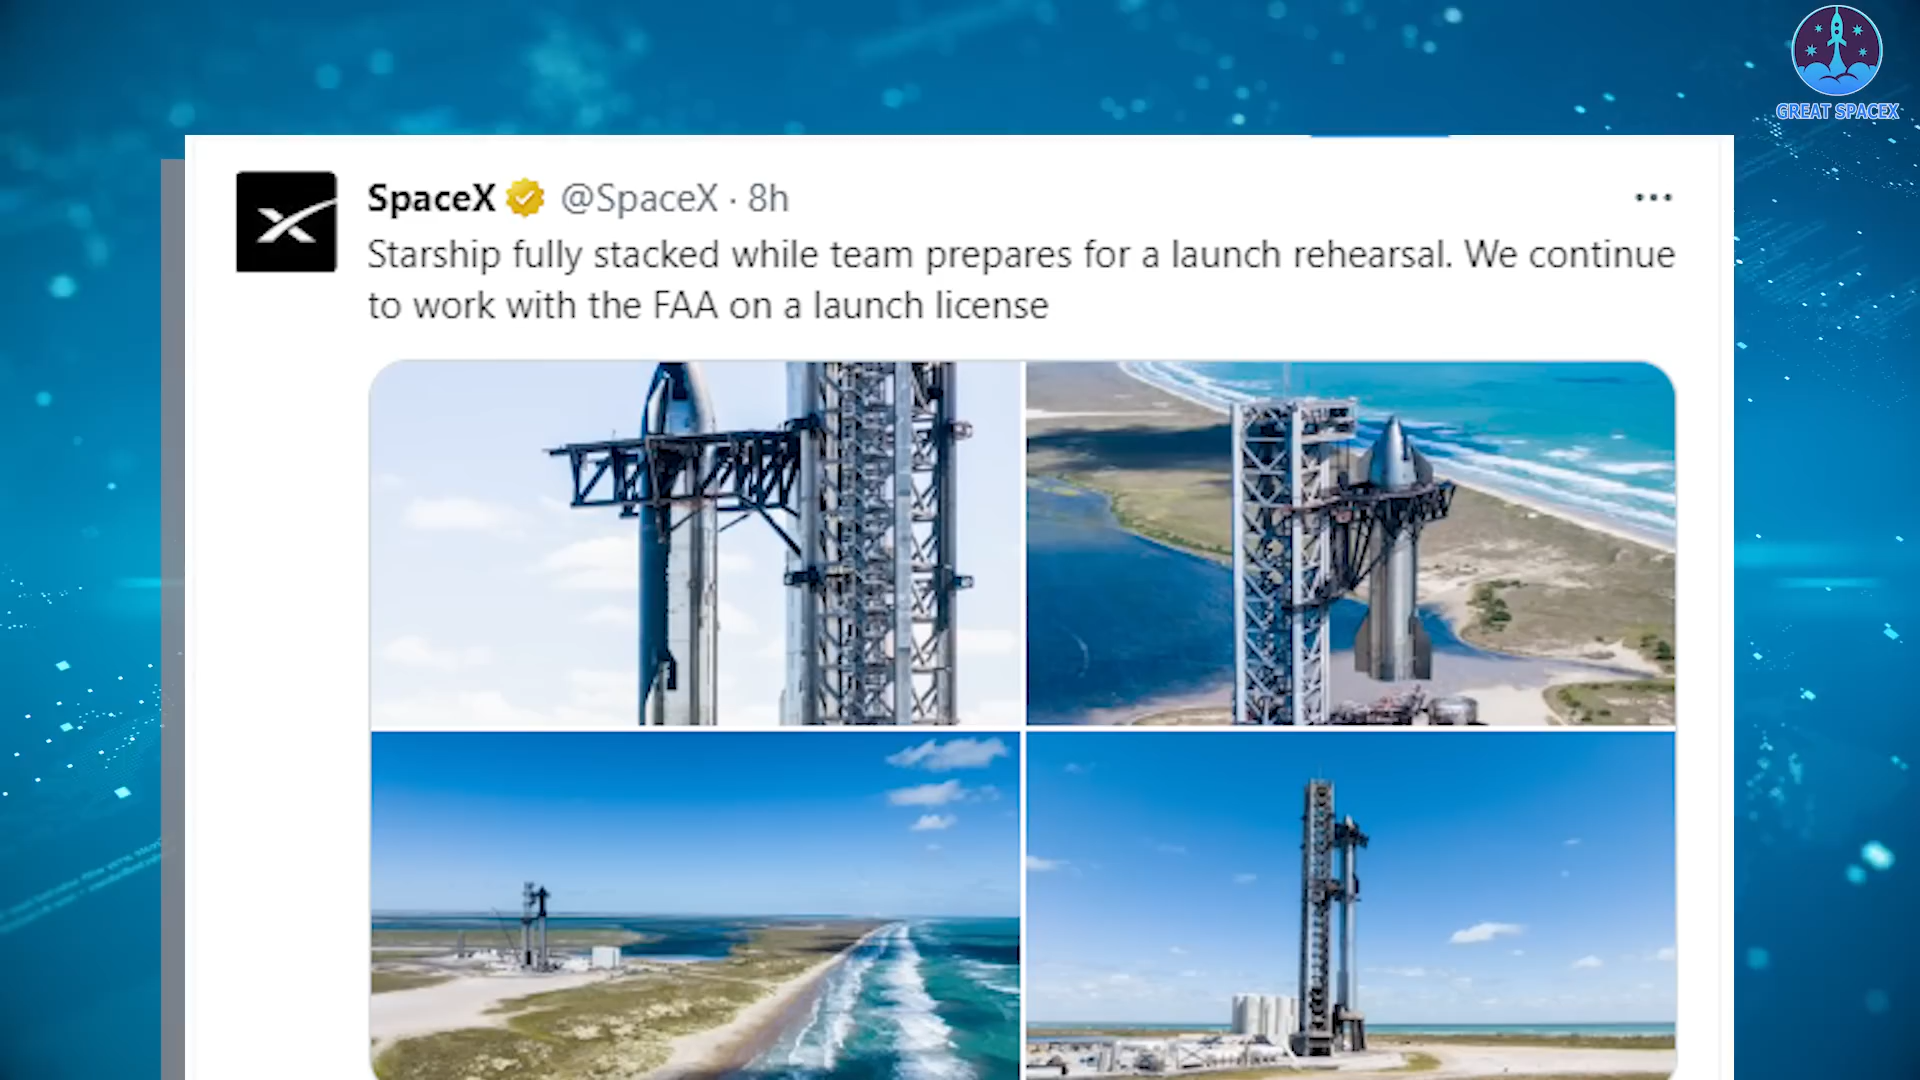 GREAT SPACEX
SpaceX @SpaceX · 8h
Starship fully stacked while team prepares for a launch rehearsal. We continue
to work with the FAA on a launch license